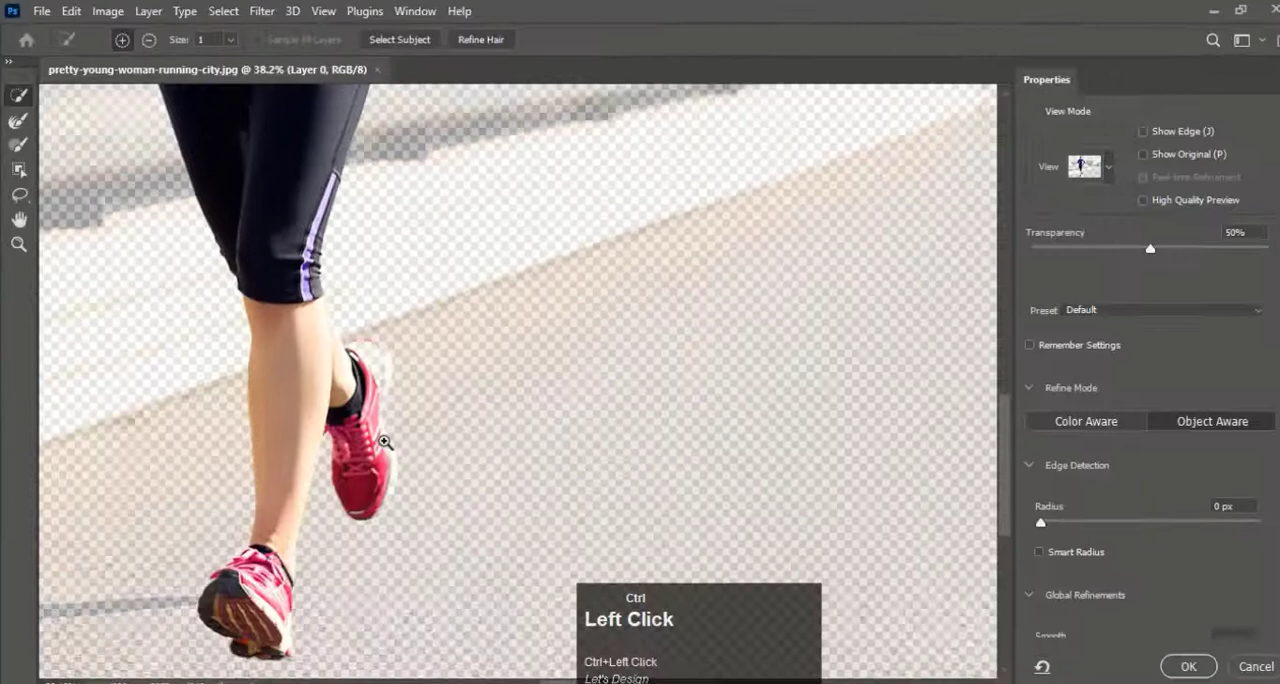 Ps File Edit Image Layer Type Select Filter 3D View Plugins Window Help
Size: 1 Sample All Layers Select Subject Refine Hair
pretty-young-woman-running-city.jpg @ 38.2% (Layer 0, RGB/8) ×
Properties
View Mode
Show Edge (J)
Show Original (P)
View
Real-time Refinement
High Quality Preview
Transparency 50%
Preset Default
Remember Settings
Refine Mode
Color Aware Object Aware
Edge Detection
Radius 0 px
Smart Radius
Global Refinements
Smooth
OK Cancel
Ctrl
Left Click
Ctrl+Left Click
Let's Design